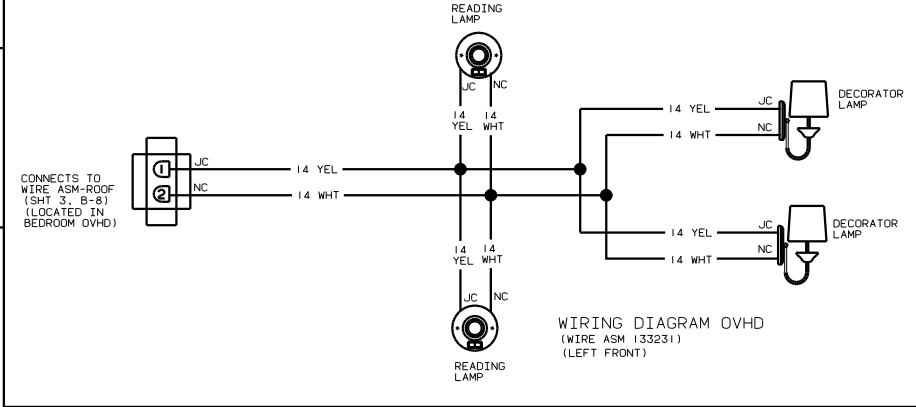 READING
LAMP
JC NC
14 YEL 14 WHT
JC
14 YEL
DECORATOR
LAMP
NC
14 WHT
CONNECTS TO
WIRE ASM-ROOF
(SHT 3, B-8)
(LOCATED IN
BEDROOM OVHD)
1
JC
14 YEL
2
NC
14 WHT
JC
14 YEL
DECORATOR
LAMP
NC
14 WHT
14 YEL
14 WHT
JC NC
READING
LAMP
WIRING DIAGRAM OVHD
(WIRE ASM 133231)
(LEFT FRONT)